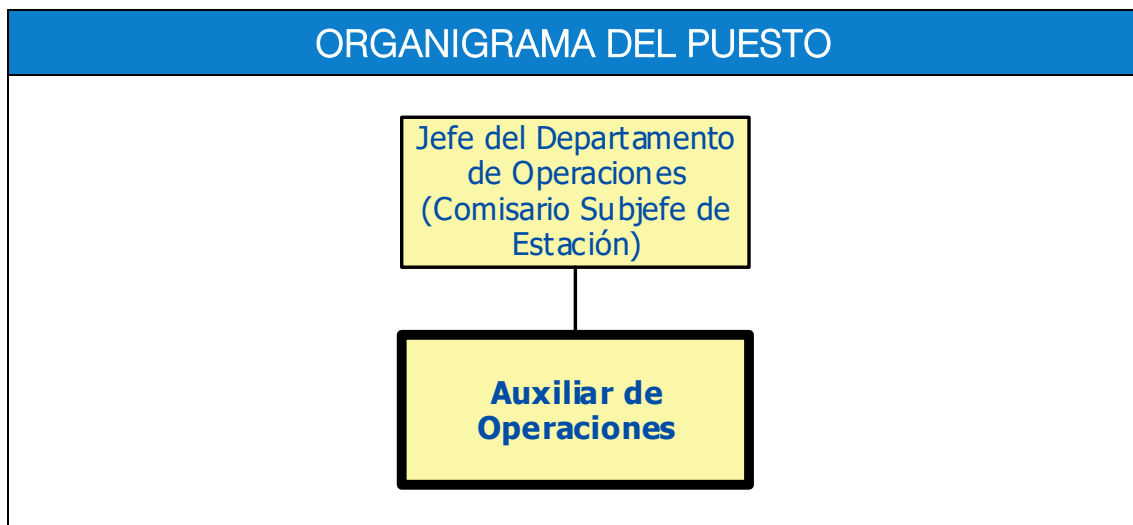 ORGANIGRAMA DEL PUESTO
Jefe del Departamento
de Operaciones
(Comisario Subjefe de
Estación)
Auxiliar de
Operaciones